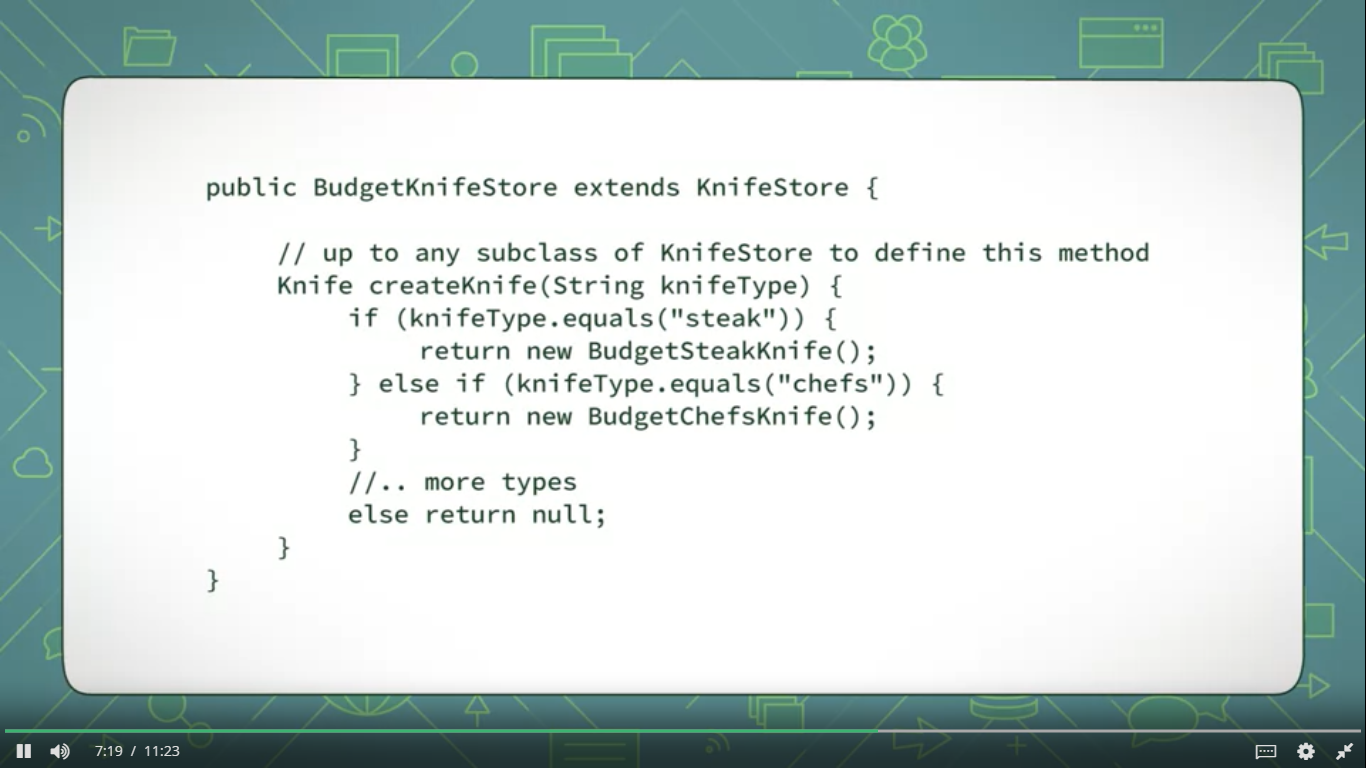 public BudgetKnifeStore extends KnifeStore {
// up to any subclass of KnifeStore to define this method
Knife createKnife(String knifeType) {
if (knifeType.equals("steak")) {
return new BudgetSteakKnife();
} else if (knifeType.equals("chefs")) {
return new BudgetChefsKnife();
}
//.. more types
else return null;
}
}
7:19 / 11:23